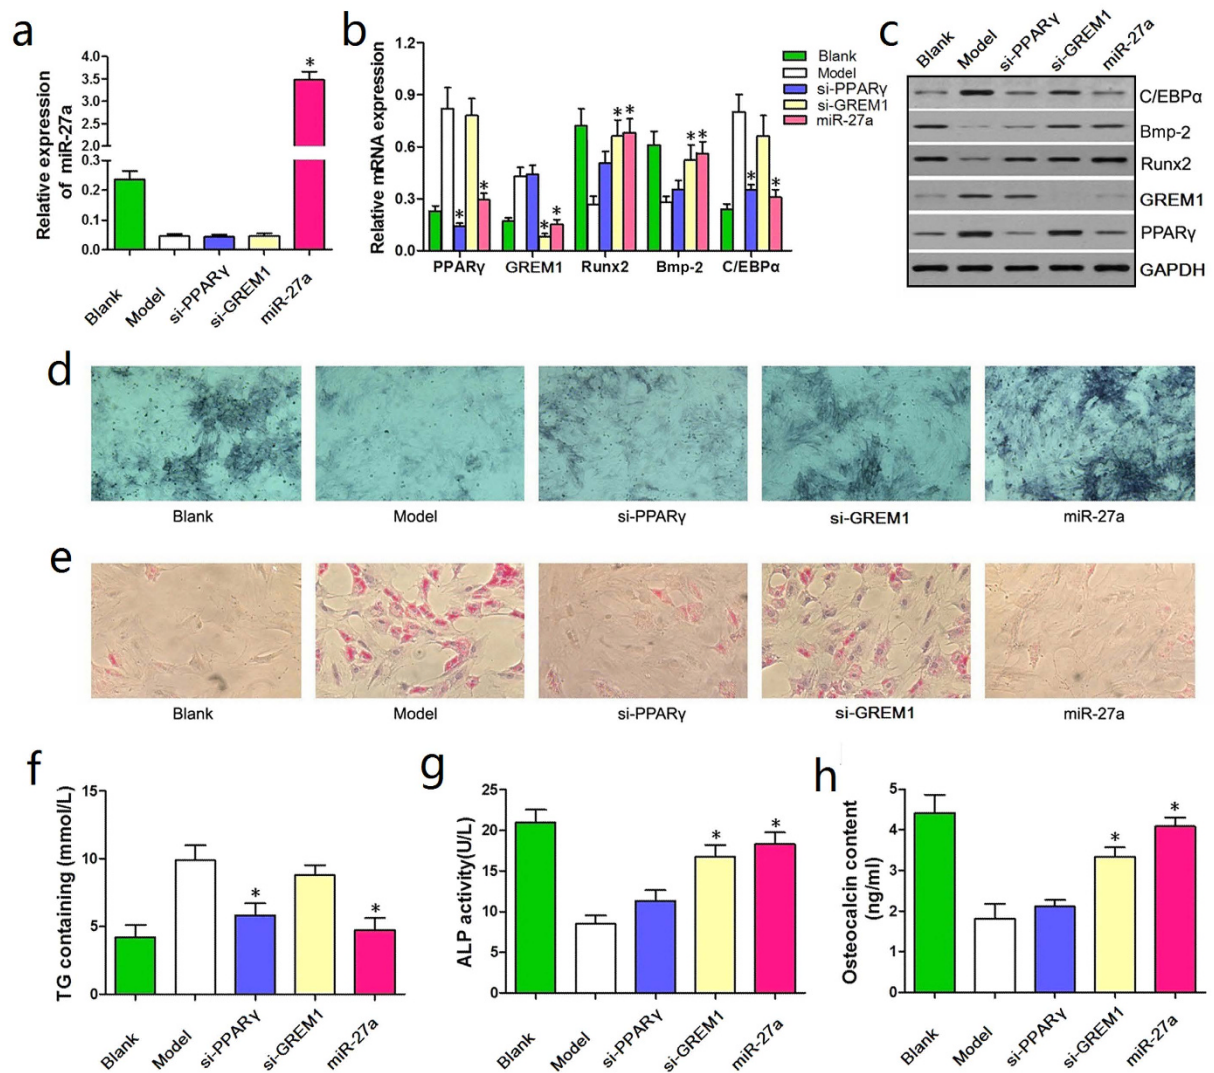 a
Relative expression
of miR-27a
4.0
3.5
3.0
2.5
2.0
0.3
0.2
0.1
0.0
*
Blank
Model
si-PPARγ
si-GREM1
miR-27a
b
Relative mRNA expression
1.2
0.9
0.6
0.3
0.0
* * * * * * * * * *
PPARγ GREM1 Runx2 Bmp-2 C/EBPα
Blank
Model
si-PPARγ
si-GREM1
miR-27a
c
Blank Model si-PPARγ si-GREM1 miR-27a
C/EBPα
Bmp-2
Runx2
GREM1
PPARγ
GAPDH
d
Blank Model si-PPARγ si-GREM1 miR-27a
e
Blank Model si-PPARγ si-GREM1 miR-27a
f
TG containing (mmol/L)
15
10
5
0
* *
Blank
Model
si-PPARγ
si-GREM1
miR-27a
g
ALP activity(U/L)
25
20
15
10
5
0
* *
Blank
Model
si-PPARγ
si-GREM1
miR-27a
h
Osteocalcin content
(ng/ml)
5
4
3
2
1
0
* *
Blank
Model
si-PPARγ
si-GREM1
miR-27a